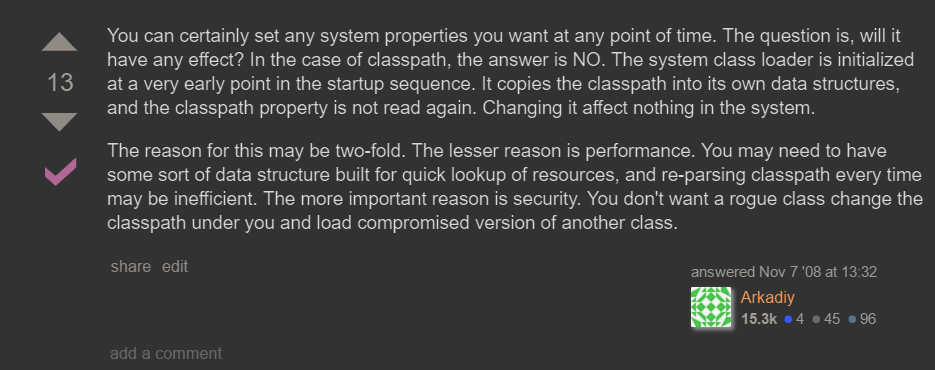 You can certainly set any system properties you want at any point of time. The question is, will it
have any effect? In the case of classpath, the answer is NO. The system class loader is initialized
at a very early point in the startup sequence. It copies the classpath into its own data structures,
and the classpath property is not read again. Changing it affect nothing in the system.
13
The reason for this may be two-fold. The lesser reason is performance. You may need to have
some sort of data structure built for quick lookup of resources, and re-parsing classpath every time
may be inefficient. The more important reason is security. You don't want a rogue class change the
classpath under you and load compromised version of another class.
share edit
answered Nov 7 '08 at 13:32
Arkadiy
15.3k 4 45 96
add a comment